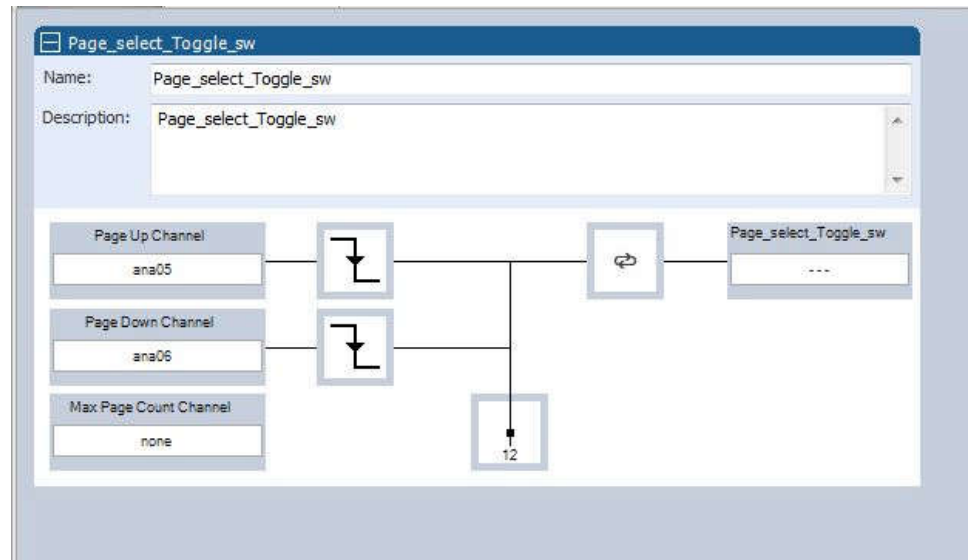 Page_select_Toggle_sw
Name: Page_select_Toggle_sw
Description: Page_select_Toggle_sw
Page Up Channel
ana05
Page_select_Toggle_sw
---
Page Down Channel
ana06
Max Page Count Channel
none
12